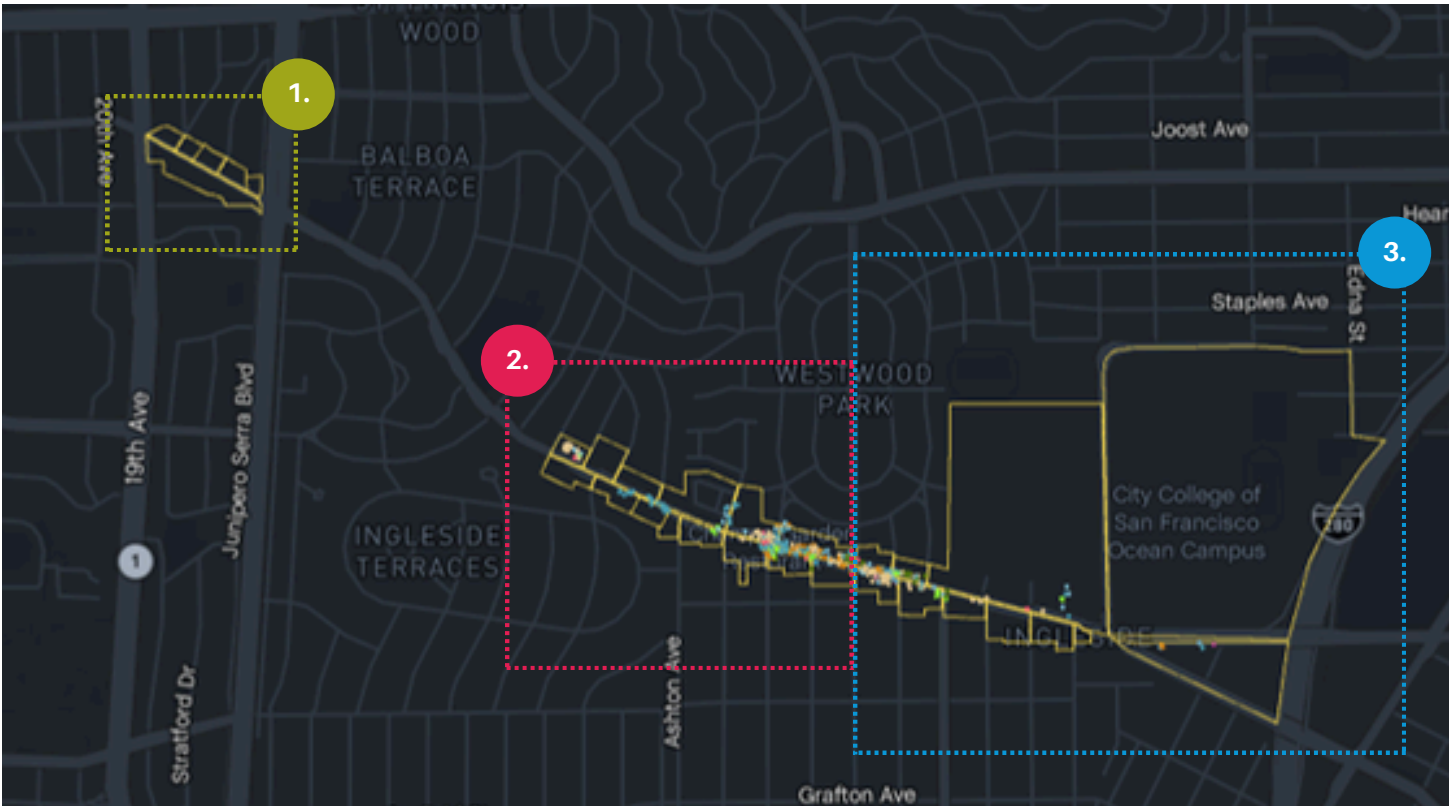 WOOD
1.
20th Ave
BALBOA
TERRACE
Joost Ave
Hear
3.
Edna St
Staples Ave
2.
WESTWOOD
PARK
19th Ave
Junipero Serra Blvd
INGLESIDE
TERRACES
1
City College of
San Francisco
Ocean Campus
280
INGLESIDE
Ashton Ave
Stratford Dr
Grafton Ave